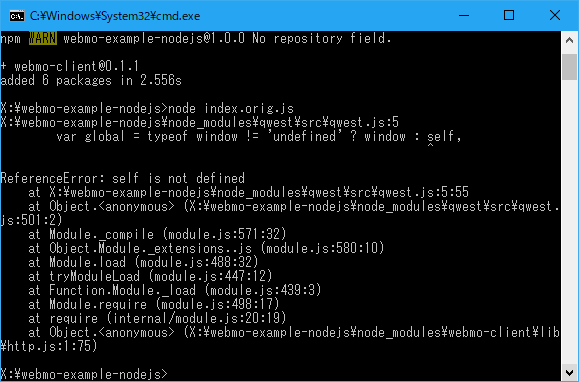 C:¥Windows¥System32¥cmd.exe
npm WARN webmo-example-nodejs@1.0.0 No repository field.
+ webmo-client@0.1.1
added 6 packages in 2.556s
X:¥webmo-example-nodejs>node index.orig.js
X:¥webmo-example-nodejs¥node_modules¥qwest¥src¥qwest.js:5
        var global = typeof window != 'undefined' ? window : self,
                                                             ^
ReferenceError: self is not defined
    at X:¥webmo-example-nodejs¥node_modules¥qwest¥src¥qwest.js:5:55
    at Object.<anonymous> (X:¥webmo-example-nodejs¥node_modules¥qwest¥src¥qwest.
js:501:2)
    at Module._compile (module.js:571:32)
    at Object.Module._extensions..js (module.js:580:10)
    at Module.load (module.js:488:32)
    at tryModuleLoad (module.js:447:12)
    at Function.Module._load (module.js:439:3)
    at Module.require (module.js:498:17)
    at require (internal/module.js:20:19)
    at Object.<anonymous> (X:¥webmo-example-nodejs¥node_modules¥webmo-client¥lib
¥http.js:1:75)
X:¥webmo-example-nodejs>